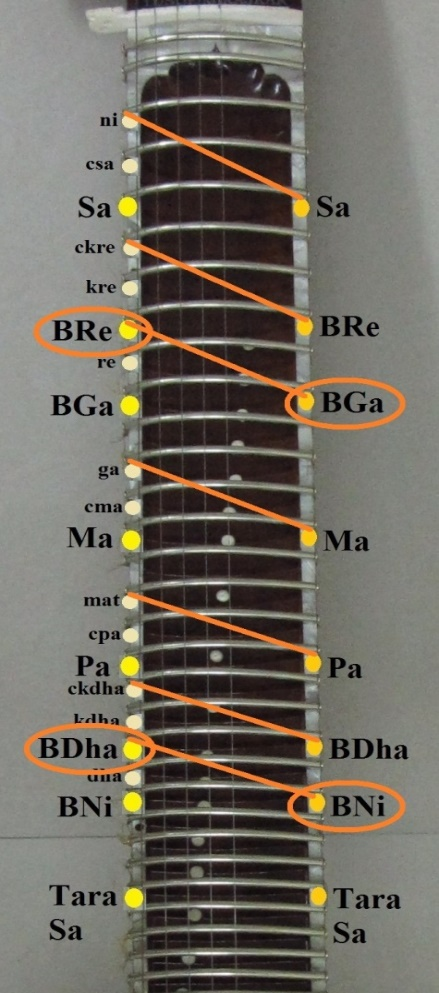 ni
csa
Sa Sa
ckre
kre
BRe BRe
re
BGa BGa
ga
cma
Ma Ma
mat
cpa
Pa Pa
ckdha
kdha
BDha BDha
dha
BNi BNi
Tara Tara
Sa Sa